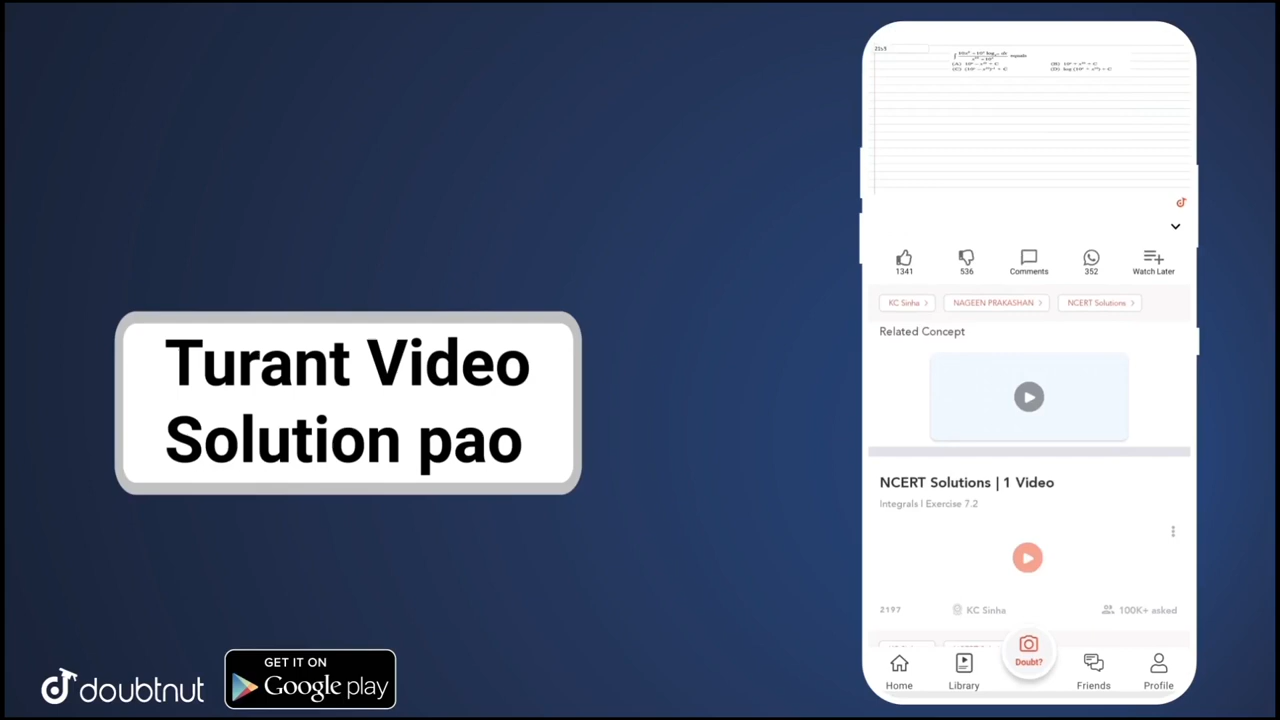 Turant Video
Solution pao
doubtnut
GET IT ON
Google play
equals
1341
536
Comments
352
Watch Later
KC Sinha
NAGEEN PRAKASHAN
NCERT Solutions
Related Concept
NCERT Solutions | 1 Video
Integrals | Exercise 7.2
2197
KC Sinha
100K+ asked
Home
Library
Doubt?
Friends
Profile